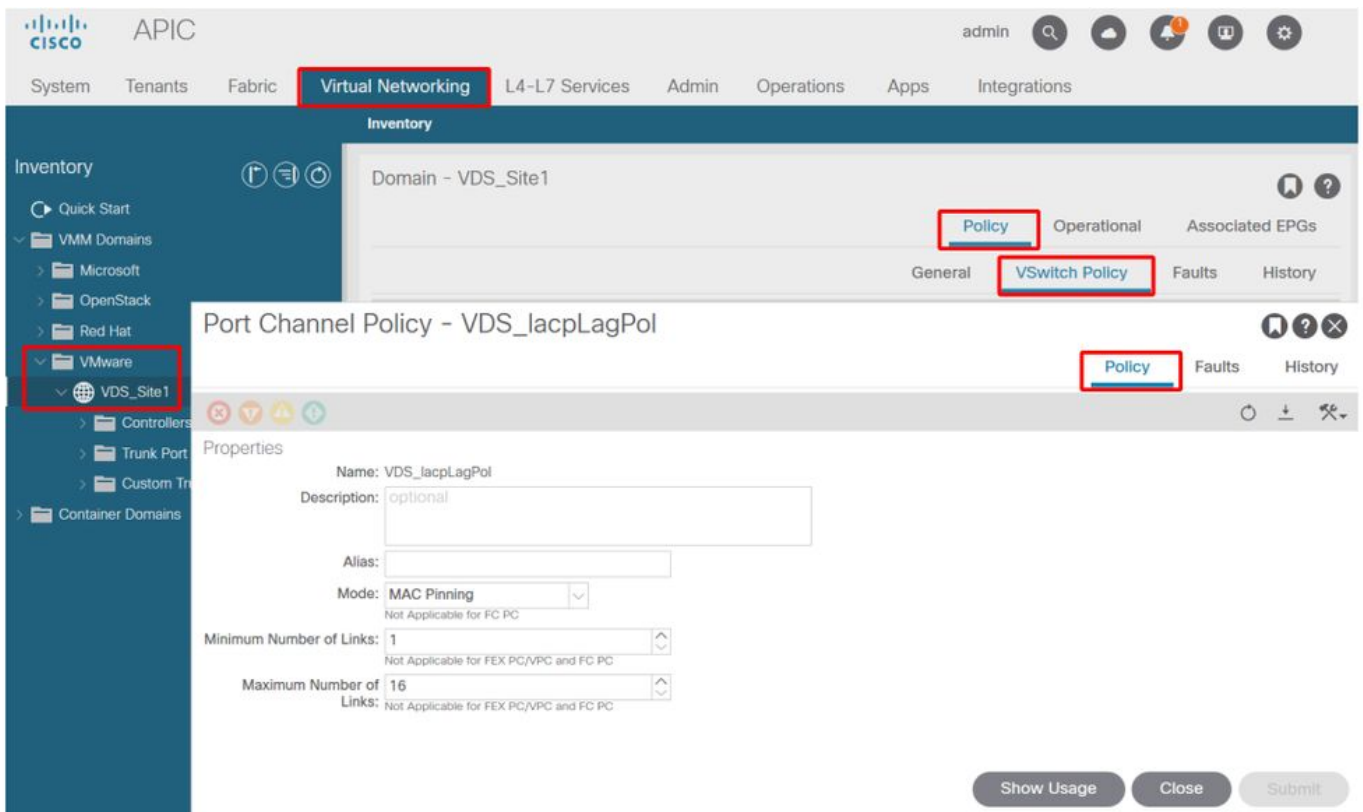 CISCO APIC admin 1
System Tenants Fabric Virtual Networking L4-L7 Services Admin Operations Apps Integrations
Inventory
Inventory
Quick Start
VMM Domains
Microsoft
OpenStack
Red Hat
VMware
VDS_Site1
Controllers
Trunk Port
Custom Tr
Container Domains
Domain - VDS_Site1
Policy Operational Associated EPGs
General VSwitch Policy Faults History
Port Channel Policy - VDS_lacpLagPol
Policy Faults History
Properties
Name: VDS_lacpLagPol
Description: optional
Alias:
Mode: MAC Pinning
Not Applicable for FC PC
Minimum Number of Links: 1
Not Applicable for FEX PC/VPC and FC PC
Maximum Number of 16
Links: Not Applicable for FEX PC/VPC and FC PC
Show Usage Close Submit